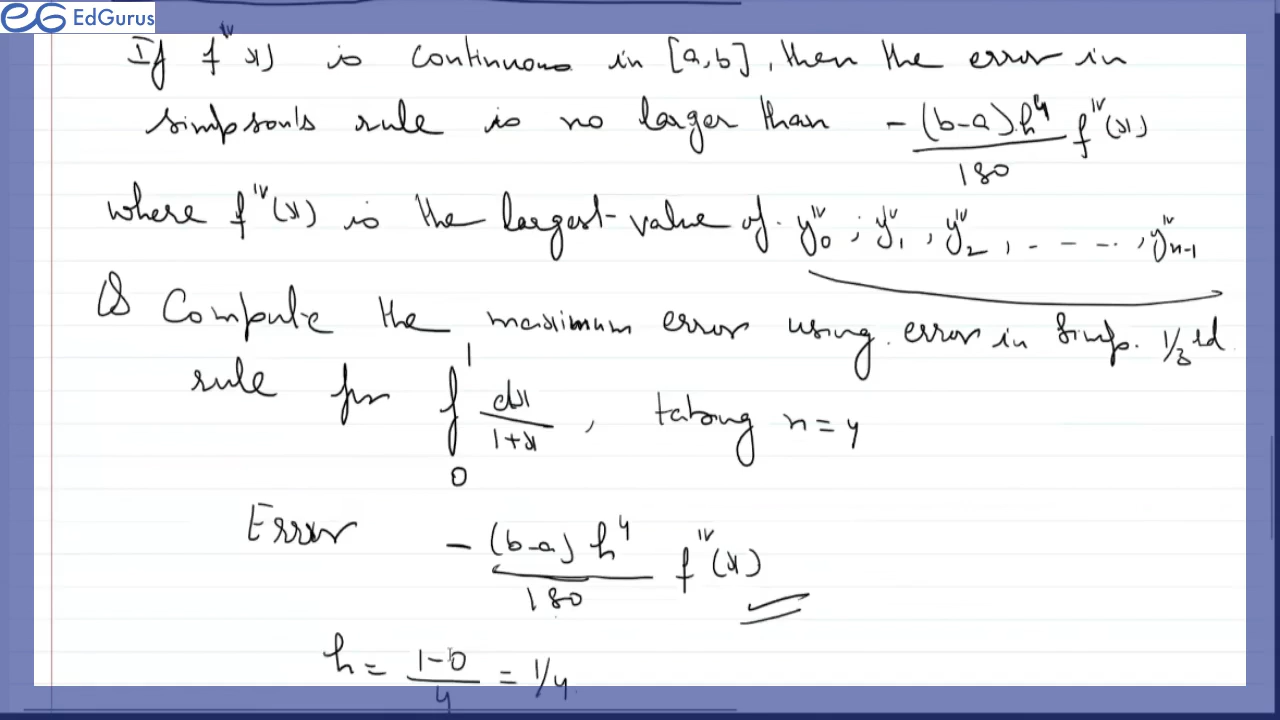 EdGurus
If f^iv(x) is continuous in [a,b], then the error in
simpson's rule is no larger than - (b-a).h^4/180 f^iv(x)
where f^iv(x) is the largest value of y0^iv; y1^iv, y2^iv, - - - ..., y^iv n-1
Q Compute the maximum error using error in Simp. 1/3 rd
rule for ∫_0^1 dx/1+x, taking n=4
Error - (b-a) h^4/180 f^iv(x)
h = 1-0/4 = 1/4.